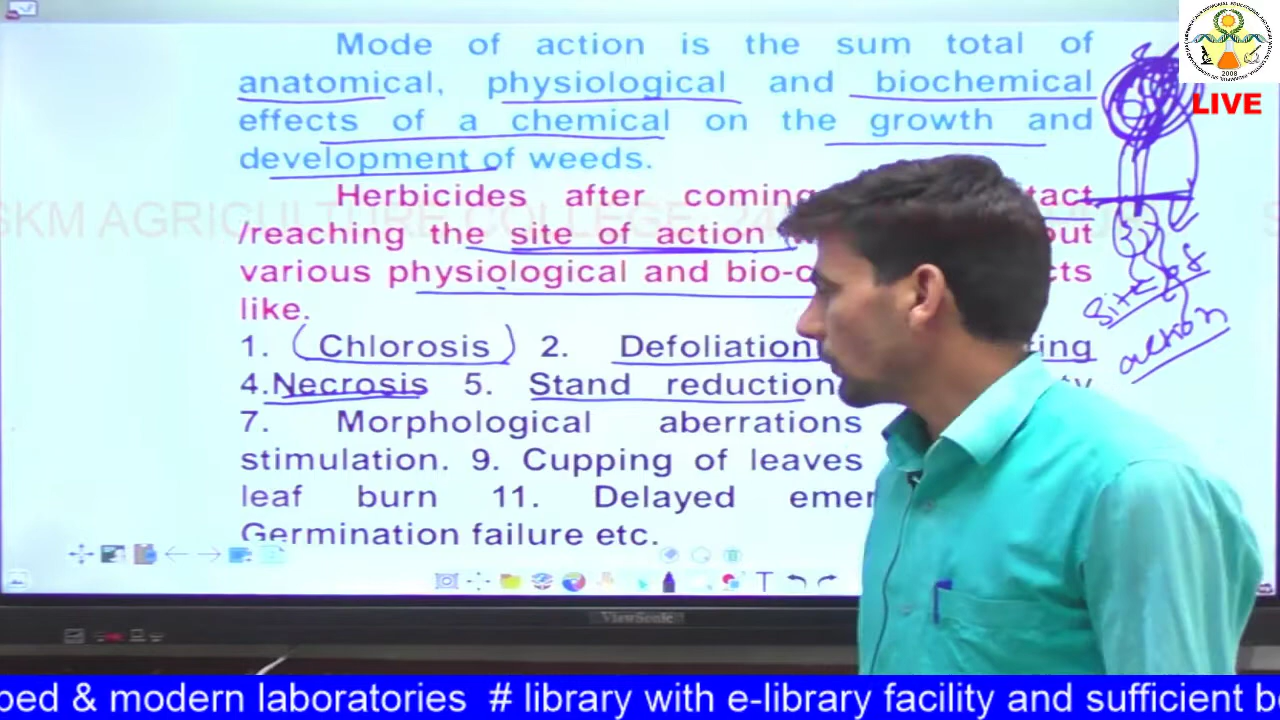 Mode of action is the sum total of
anatomical, physiological and biochemical
effects of a chemical on the growth and
development of weeds.
LIVE
2008
Herbicides after coming
/reaching the site of action
various physiological and bio-
like.
1. (Chlorosis) 2. Defoliation
4.Necrosis 5. Stand reduction
7. Morphological aberrations
stimulation. 9. Cupping of leaves
leaf burn 11. Delayed
Germination failure etc.
Site of
action
SKM AGRICULTURE COLLEGE
ViewSonic
ped & modern laboratories # library with e-library facility and sufficient b